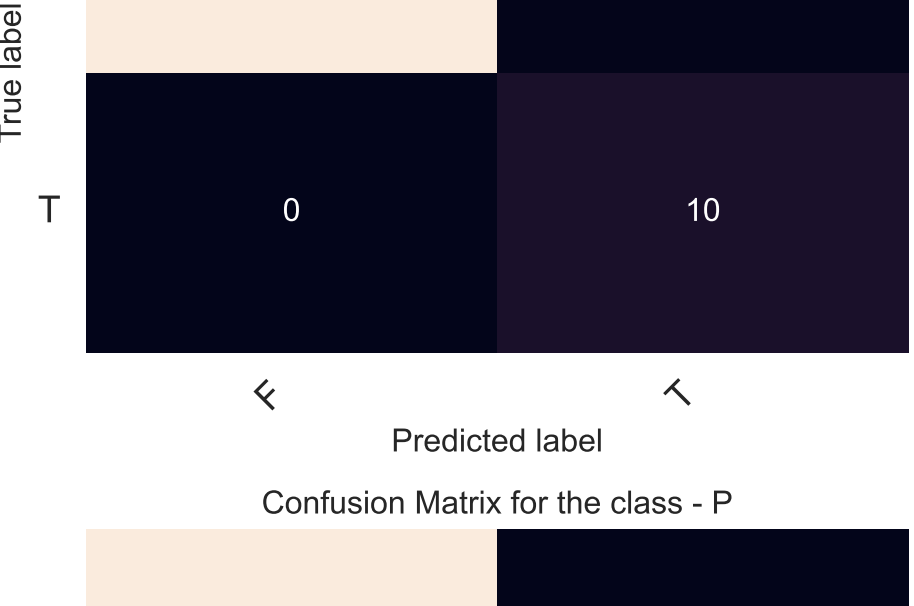 True label
T
0
10
F
T
Predicted label
Confusion Matrix for the class - P